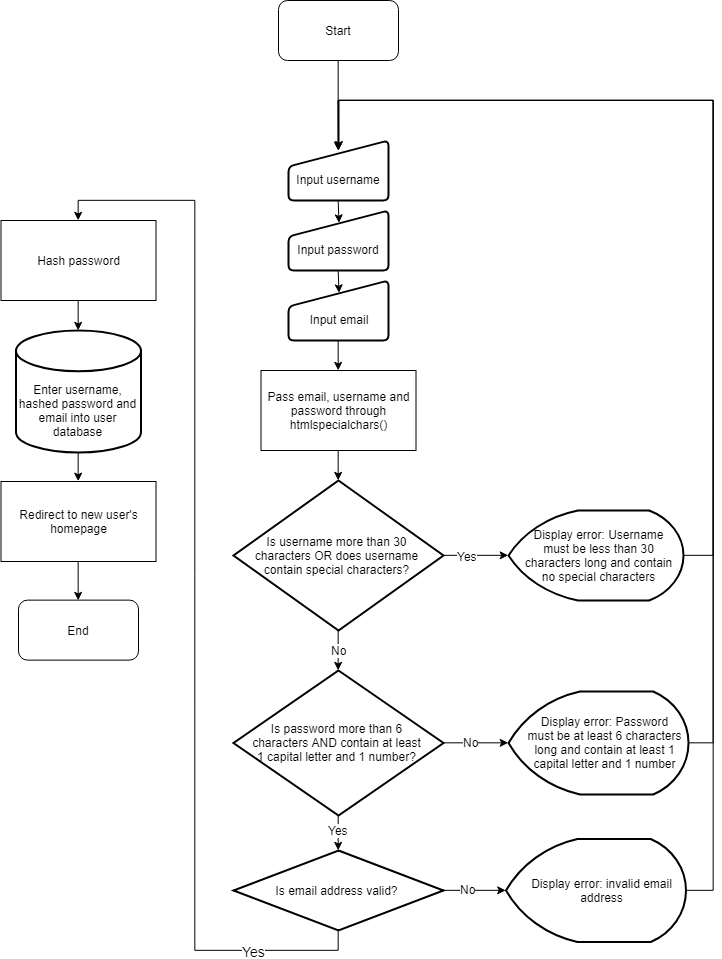 Start
Input username
Input password
Input email
Pass email, username and
password through
htmlspecialchars()
Is username more than 30
characters OR does username
contain special characters?
Yes
Display error: Username
must be less than 30
characters long and contain
no special characters
No
Is password more than 6
characters AND contain at least
1 capital letter and 1 number?
No
Display error: Password
must be at least 6 characters
long and contain at least 1
capital letter and 1 number
Yes
Is email address valid?
No
Display error: invalid email
address
Yes
Hash password
Enter username,
hashed password and
email into user
database
Redirect to new user's
homepage
End